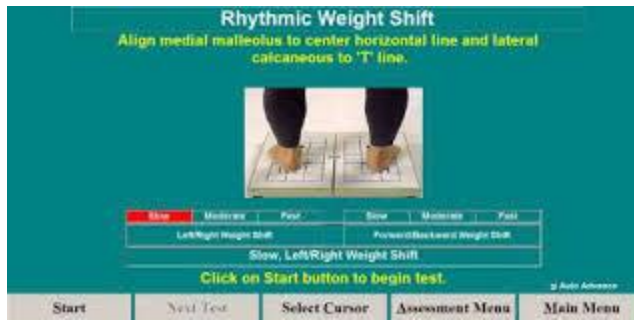 Rhythmic Weight Shift
Align medial malleolus to center horizontal line and lateral
calcaneous to 'T' line.
Slow Moderate Fast Slow Moderate Fast
Left/Right Weight Shift Forward/Backward Weight Shift
Slow, Left/Right Weight Shift
Click on Start button to begin test.
Auto Advance
Start Next Test Select Cursor Assessment Menu Main Menu